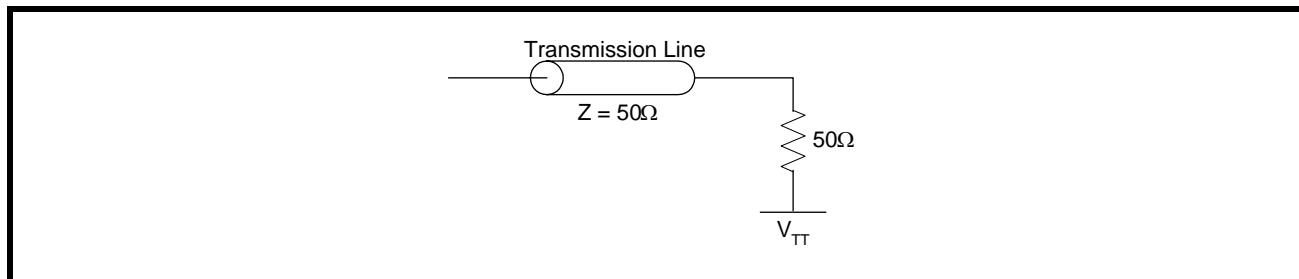 Transmission Line
Z = 50Ω
50Ω
V_TT